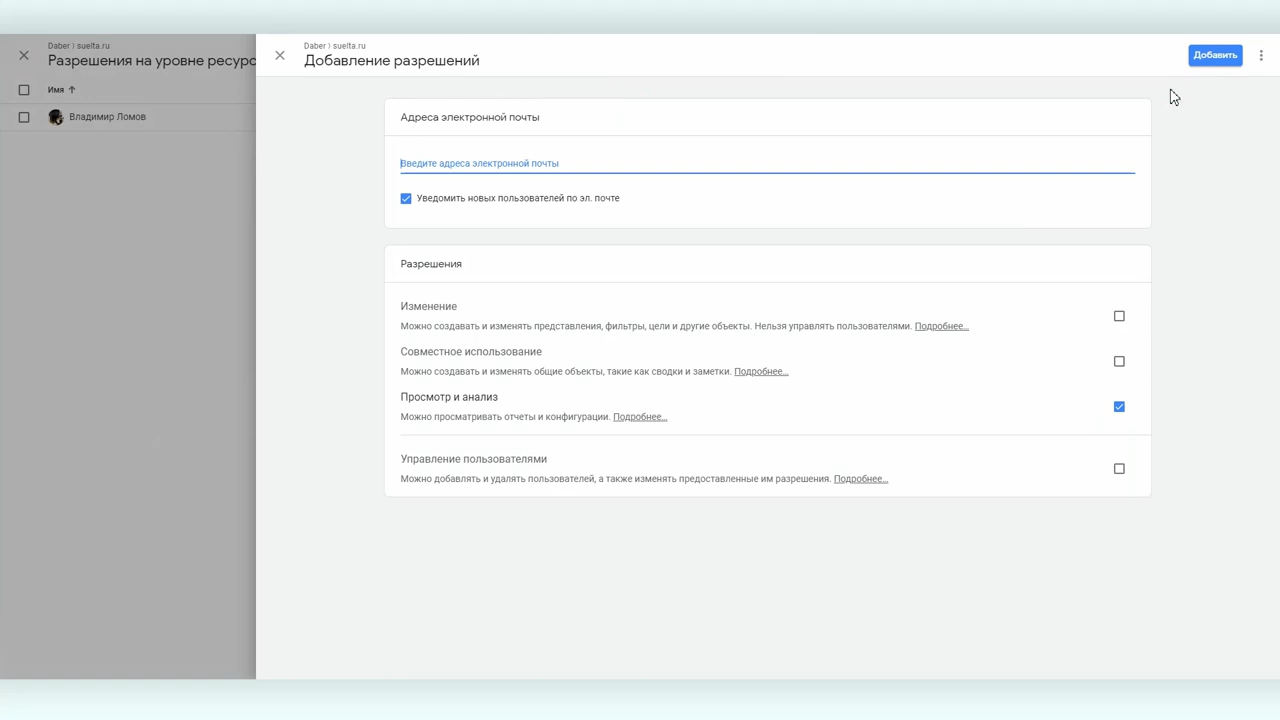 Daber › suelta.ru
Разрешения на уровне ресурс
Имя
Владимир Ломов
Daber › suelta.ru
Добавление разрешений
Добавить
Адреса электронной почты
Введите адреса электронной почты
Уведомить новых пользователей по эл. почте
Разрешения
Изменение
Можно создавать и изменять представления, фильтры, цели и другие объекты. Нельзя управлять пользователями. Подробнее…
Совместное использование
Можно создавать и изменять общие объекты, такие как сводки и заметки. Подробнее…
Просмотр и анализ
Можно просматривать отчеты и конфигурации. Подробнее…
Управление пользователями
Можно добавлять и удалять пользователей, а также изменять предоставленные им разрешения. Подробнее…